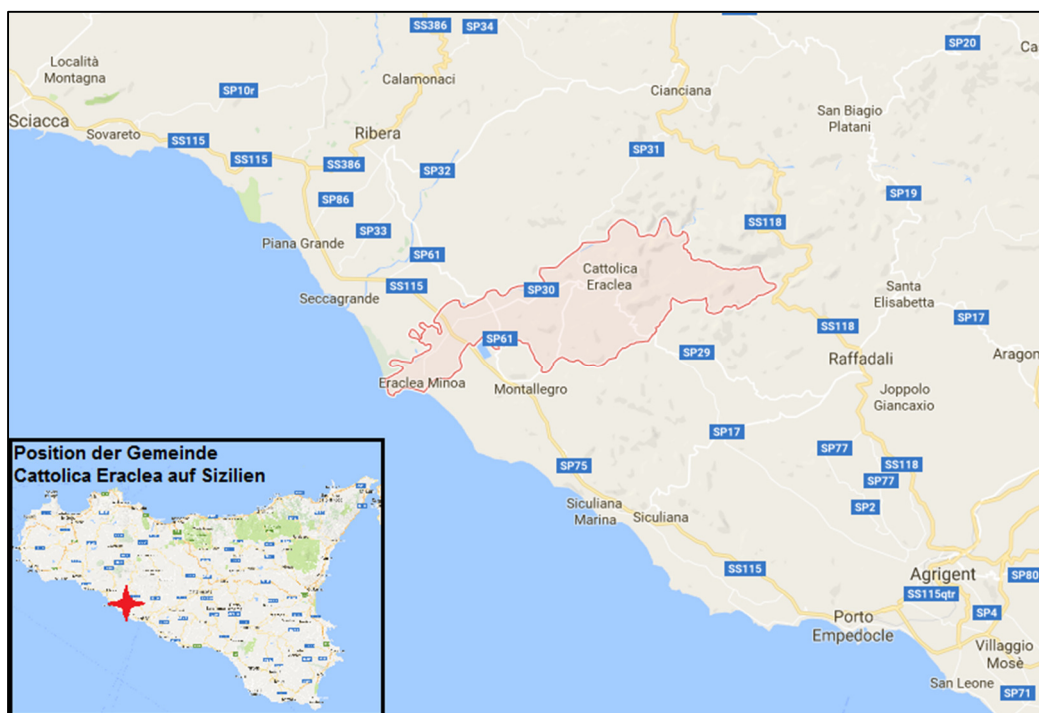 SS386
SP34
SP20
Località
Montagna
Calamonaci
Cianciana
SP10r
San Biagio
Platani
Sciacca
Sovareto
Ribera
SS115
SP31
SS115
SS386
SP32
SP19
SP86
SS118
SP33
Piana Grande
SP61
Cattolica
Eraclea
Seccagrande
SS115
SP30
Santa
Elisabetta
SP17
SS118
SP61
SP29
Raffadali
Aragon
Eraclea Minoa
Montallegro
Joppolo
Giancaxio
SP17
Position der Gemeinde
Cattolica Eraclea auf Sizilien
SP77
SP75
SS118
SP77
Siculiana
Marina
Siculiana
SP2
SS115
Agrigent
SP80
SS115qtr
SP4
Porto
Empedocle
Villaggio
Mosè
San Leone
SP71